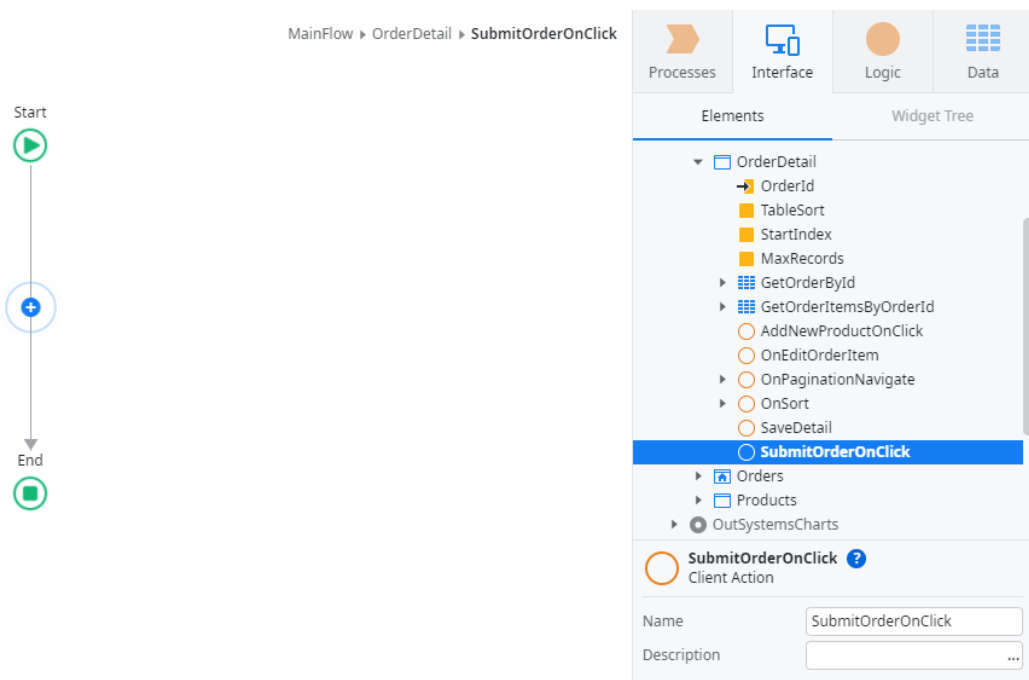 MainFlow ▸ OrderDetail ▸ SubmitOrderOnClick
Start
End
Processes
Interface
Logic
Data
Elements
Widget Tree
OrderDetail
OrderId
TableSort
StartIndex
MaxRecords
GetOrderById
GetOrderItemsByOrderId
AddNewProductOnClick
OnEditOrderItem
OnPaginationNavigate
OnSort
SaveDetail
SubmitOrderOnClick
Orders
Products
OutSystemsCharts
SubmitOrderOnClick ?
Client Action
Name SubmitOrderOnClick
Description ...